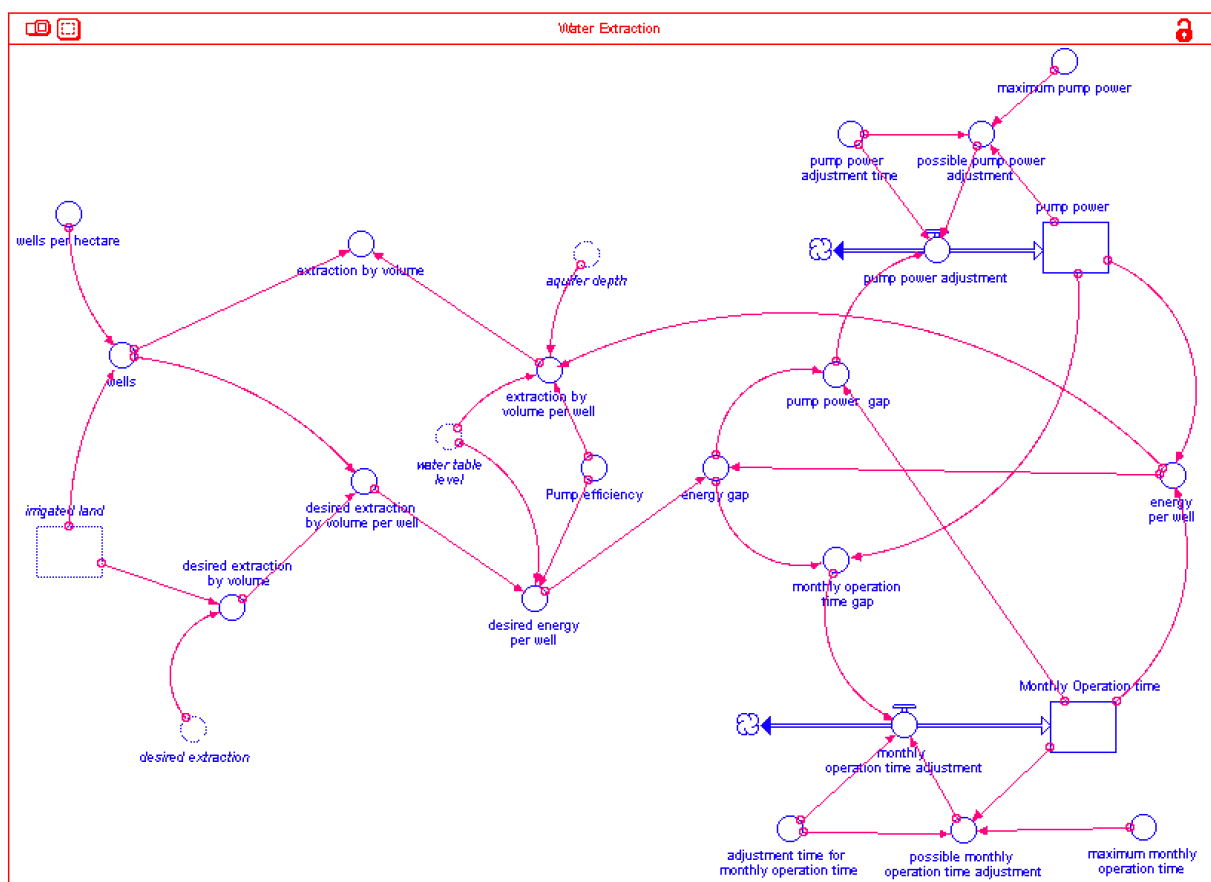 Water Extraction
maximum pump power
pump power
adjustment time
possible pump power
adjustment
pump power
wells per hectare
extraction by volume
aquifer depth
pump power adjustment
wells
extraction by
volume per well
pump power gap
water table
level
Pump efficiency
energy gap
energy
per well
irrigated land
desired extraction
by volume per well
desired extraction
by volume
monthly operation
time gap
desired energy
per well
Monthly Operation time
desired extraction
monthly
operation time adjustment
adjustment time for
monthly operation time
possible monthly
operation time adjustment
maximum monthly
operation time